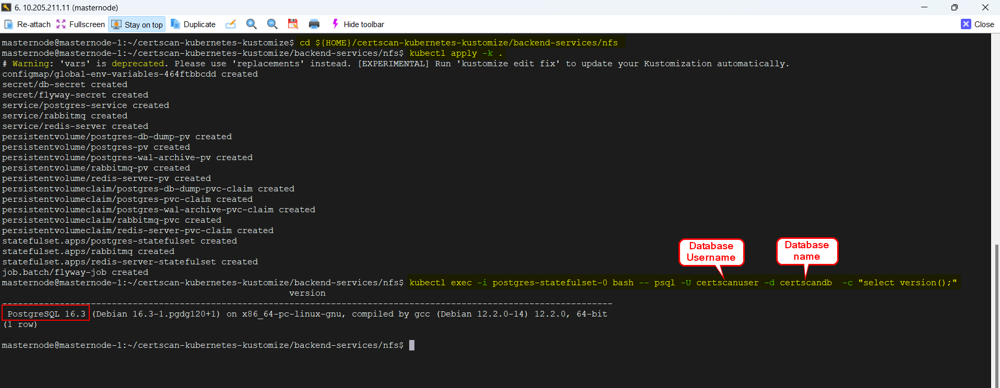 6. 10.205.211.11 (masternode)
Re-attach Fullscreen Stay on top Duplicate Hide toolbar Close
masternode@masternode-1:~/certscan-kubernetes-kustomize$ cd ${HOME}/certscan-kubernetes-kustomize/backend-services/nfs
masternode@masternode-1:~/certscan-kubernetes-kustomize/backend-services/nfs$ kubectl apply -k .
# Warning: 'vars' is deprecated. Please use 'replacements' instead. [EXPERIMENTAL] Run 'kustomize edit fix' to update your Kustomization automatically.
configmap/global-env-variables-464ftbbcdd created
secret/db-secret created
secret/flyway-secret created
service/postgres-service created
service/rabbitmq created
service/redis-server created
persistentvolume/postgres-db-dump-pv created
persistentvolume/postgres-pv created
persistentvolume/postgres-wal-archive-pv created
persistentvolume/rabbitmq-pv created
persistentvolume/redis-server-pv created
persistentvolumeclaim/postgres-db-dump-pvc-claim created
persistentvolumeclaim/postgres-pvc-claim created
persistentvolumeclaim/postgres-wal-archive-pvc-claim created
persistentvolumeclaim/rabbitmq-pvc created
persistentvolumeclaim/redis-server-pvc-claim created
statefulset.apps/postgres-statefulset created
statefulset.apps/rabbitmq created
statefulset.apps/redis-server-statefulset created
job.batch/flyway-job created
Database
Username
Database
name
masternode@masternode-1:~/certscan-kubernetes-kustomize/backend-services/nfs$ kubectl exec -i postgres-statefulset-0 bash -- psql -U certscanuser -d certscandb  -c "select version();"
version
---------------------------------------------------------------------------------------------------------------------
PostgreSQL 16.3 (Debian 16.3-1.pgdg120+1) on x86_64-pc-linux-gnu, compiled by gcc (Debian 12.2.0-14) 12.2.0, 64-bit
(1 row)
masternode@masternode-1:~/certscan-kubernetes-kustomize/backend-services/nfs$